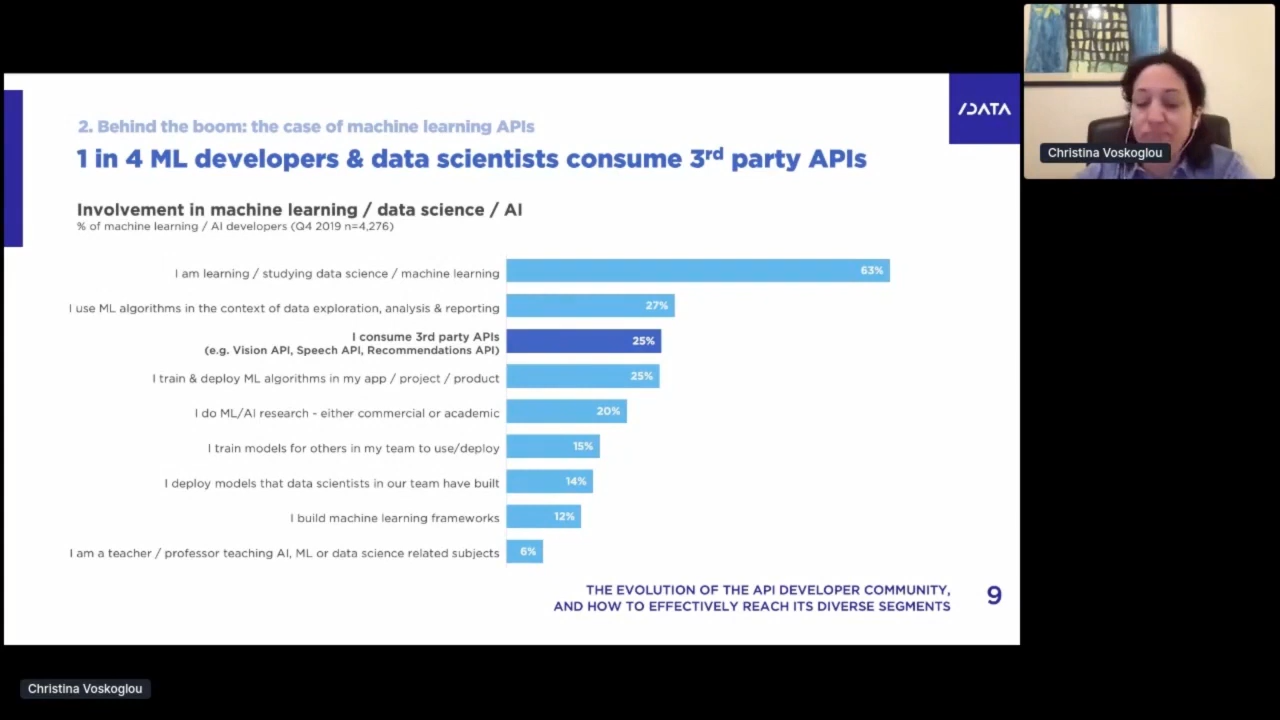 2. Behind the boom: the case of machine learning APIs
1 in 4 ML developers & data scientists consume 3rd party APIs
/DATA
Christina Voskoglou
Involvement in machine learning / data science / AI
% of machine learning / AI developers (Q4 2019 n=4,276)
I am learning / studying data science / machine learning 63%
I use ML algorithms in the context of data exploration, analysis & reporting 27%
I consume 3rd party APIs
(e.g. Vision API, Speech API, Recommendations API) 25%
I train & deploy ML algorithms in my app / project / product 25%
I do ML/AI research - either commercial or academic 20%
I train models for others in my team to use/deploy 15%
I deploy models that data scientists in our team have built 14%
I build machine learning frameworks 12%
I am a teacher / professor teaching AI, ML or data science related subjects 6%
THE EVOLUTION OF THE API DEVELOPER COMMUNITY,
AND HOW TO EFFECTIVELY REACH ITS DIVERSE SEGMENTS
9
Christina Voskoglou